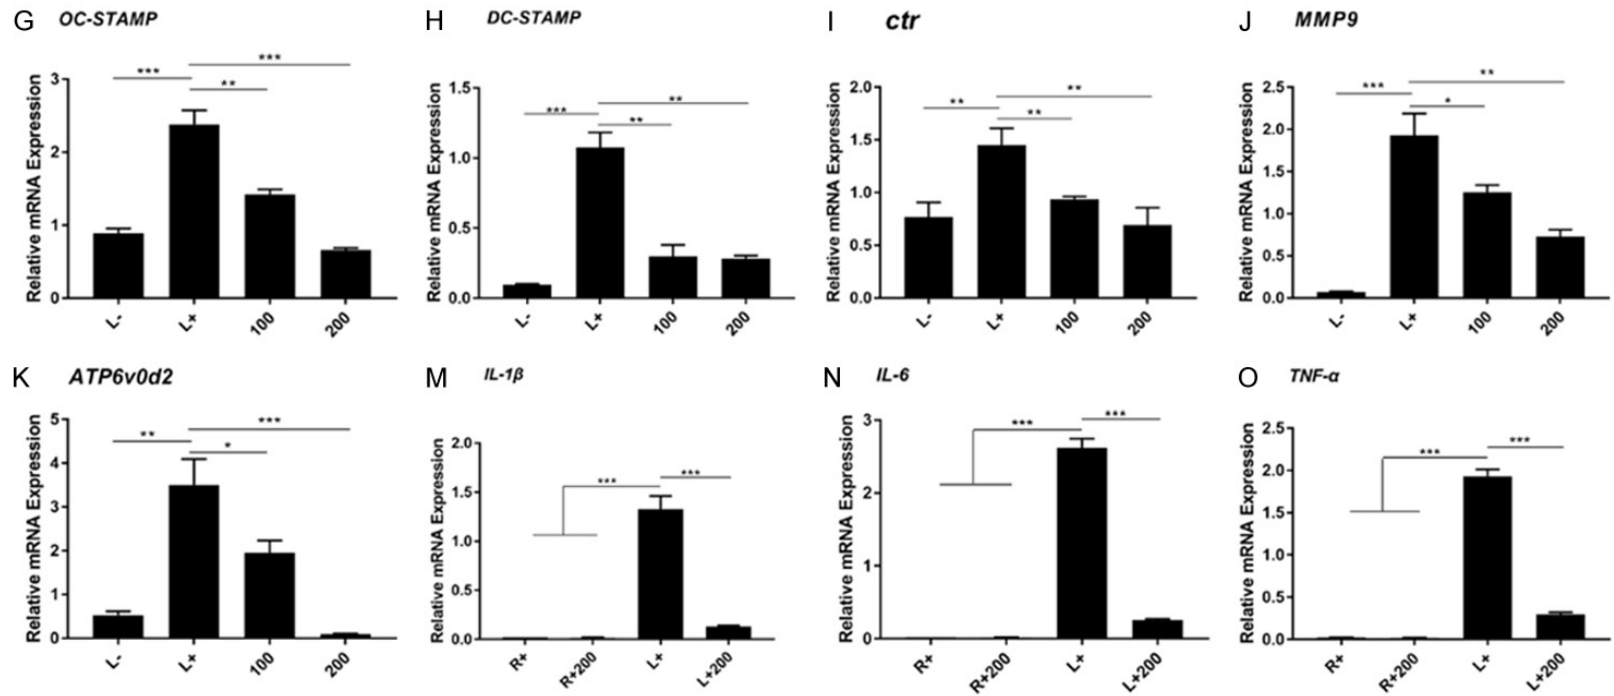 G OC-STAMP
Relative mRNA Expression
3
2
1
0
***
***
**
L-
L+
100
200
H DC-STAMP
Relative mRNA Expression
1.5
1.0
0.5
0.0
***
**
**
L-
L+
100
200
I ctr
Relative mRNA Expression
2.0
1.5
1.0
0.5
0.0
**
**
**
L-
L+
100
200
J MMP9
Relative mRNA Expression
2.5
2.0
1.5
1.0
0.5
0.0
***
**
*
L-
L+
100
200
K ATP6v0d2
Relative mRNA Expression
5
4
3
2
1
0
**
***
*
L-
L+
100
200
M IL-1β
Relative mRNA Expression
2.0
1.5
1.0
0.5
0.0
***
***
R+
R+200
L+
L+200
N IL-6
Relative mRNA Expression
3
2
1
0
***
***
R+
R+200
L+
L+200
O TNF-α
Relative mRNA Expression
2.5
2.0
1.5
1.0
0.5
0.0
***
***
R+
R+200
L+
L+200